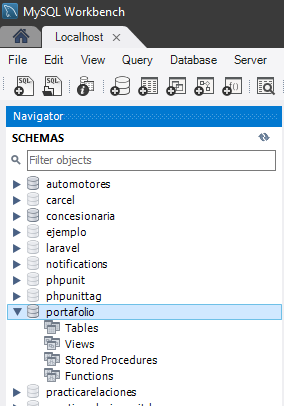 MySQL Workbench
Localhost
File Edit View Query Database Server
SQL SQL
Navigator
SCHEMAS
Filter objects
automotores
carcel
concesionaria
ejemplo
laravel
notifications
phpunit
phpunittag
portafolio
Tables
Views
Stored Procedures
Functions
practicarelaciones